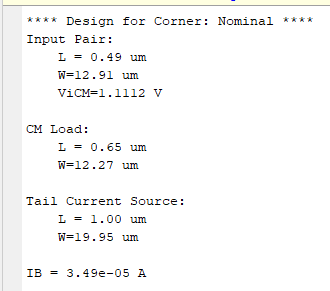 **** Design for Corner: Nominal ****
Input Pair:
L = 0.49 um
W=12.91 um
ViCM=1.1112 V
CM Load:
L = 0.65 um
W=12.27 um
Tail Current Source:
L = 1.00 um
W=19.95 um
IB = 3.49e-05 A